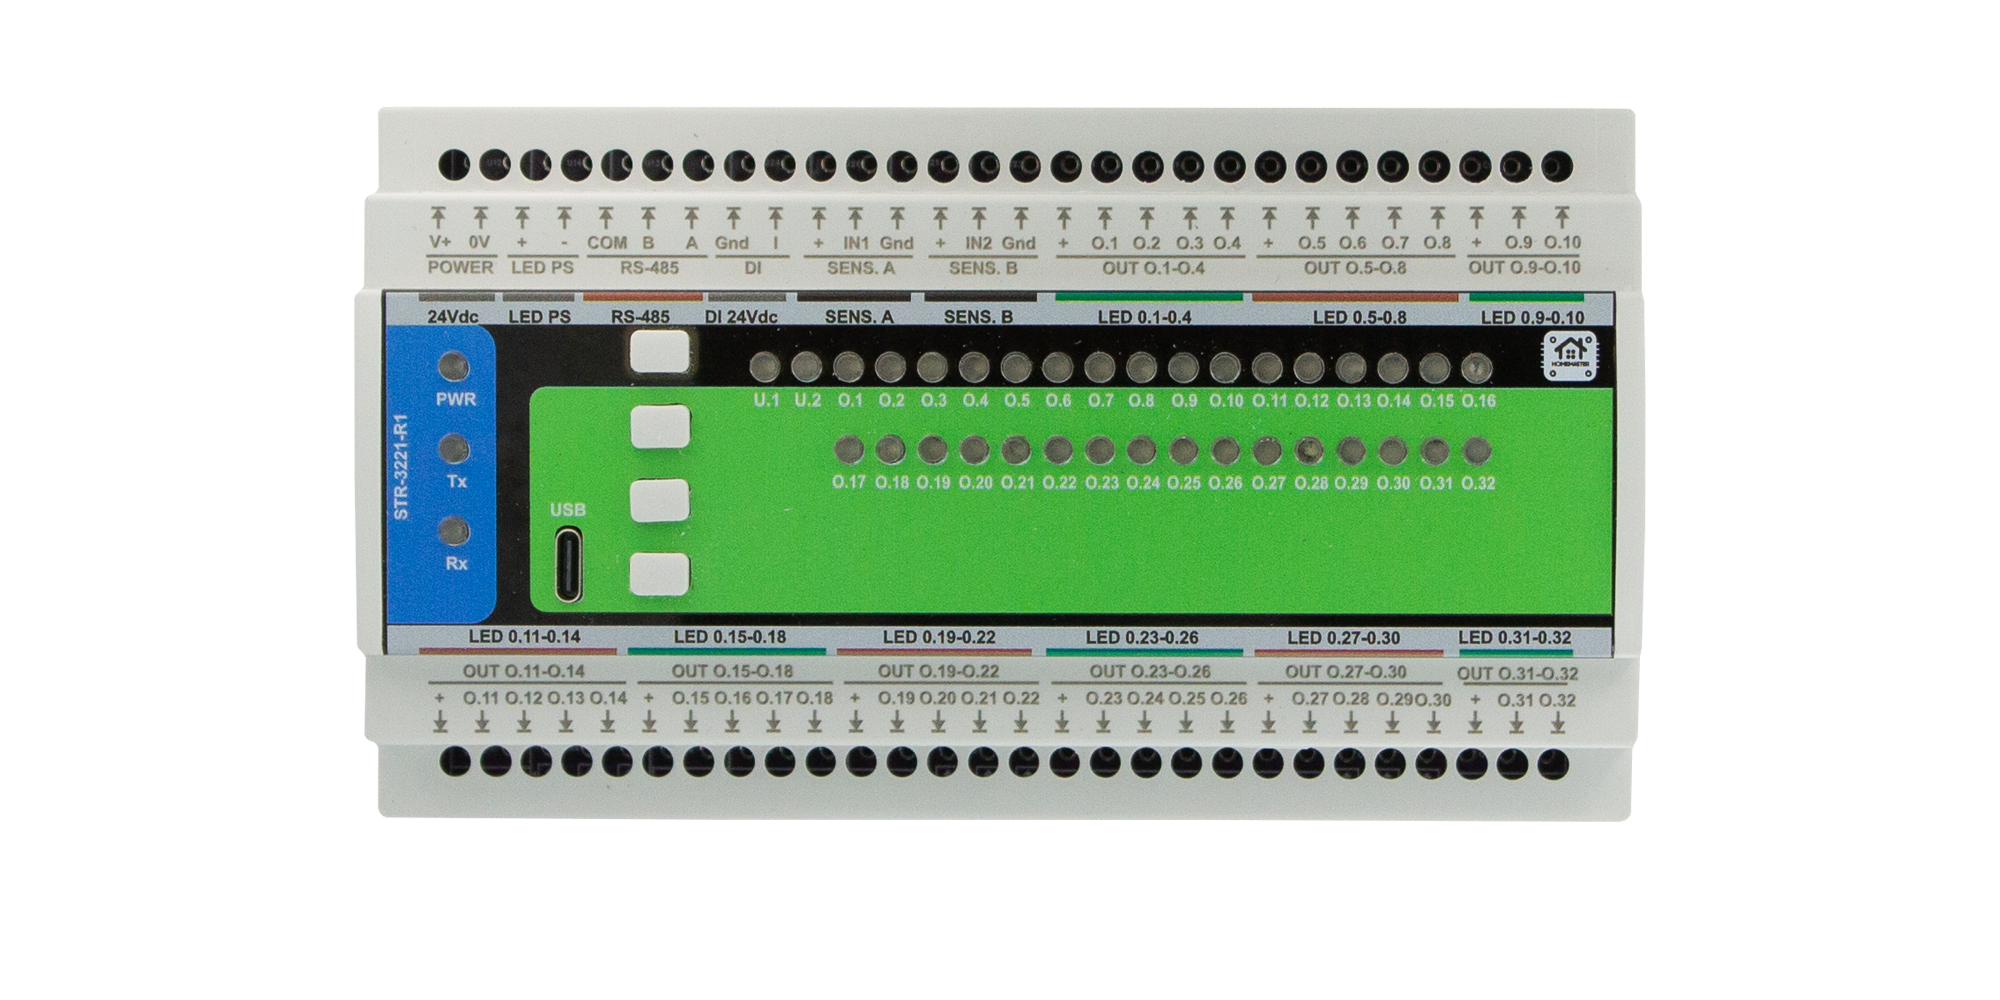 V+ 0V + - COM B A Gnd I + IN1 Gnd + IN2 Gnd + O.1 O.2 O.3 O.4 + O.5 O.6 O.7 O.8 + O.9 O.10
POWER LED PS RS-485 DI SENS. A SENS. B OUT O.1-O.4 OUT O.5-O.8 OUT O.9-O.10
24Vdc LED PS RS-485 DI 24Vdc SENS. A SENS. B LED 0.1-0.4 LED 0.5-0.8 LED 0.9-0.10
HOMEMASTER
PWR
U.1 U.2 O.1 O.2 O.3 O.4 O.5 O.6 O.7 O.8 O.9 O.10 O.11 O.12 O.13 O.14 O.15 O.16
STR-3221-R1
Tx
O.17 O.18 O.19 O.20 O.21 O.22 O.23 O.24 O.25 O.26 O.27 O.28 O.29 O.30 O.31 O.32
USB
Rx
LED 0.11-0.14 LED 0.15-0.18 LED 0.19-0.22 LED 0.23-0.26 LED 0.27-0.30 LED 0.31-0.32
OUT O.11-O.14 OUT O.15-O.18 OUT O.19-O.22 OUT O.23-O.26 OUT O.27-O.30 OUT O.31-O.32
+ O.11 O.12 O.13 O.14 + O.15 O.16 O.17 O.18 + O.19 O.20 O.21 O.22 + O.23 O.24 O.25 O.26 + O.27 O.28 O.29 O.30 + O.31 O.32